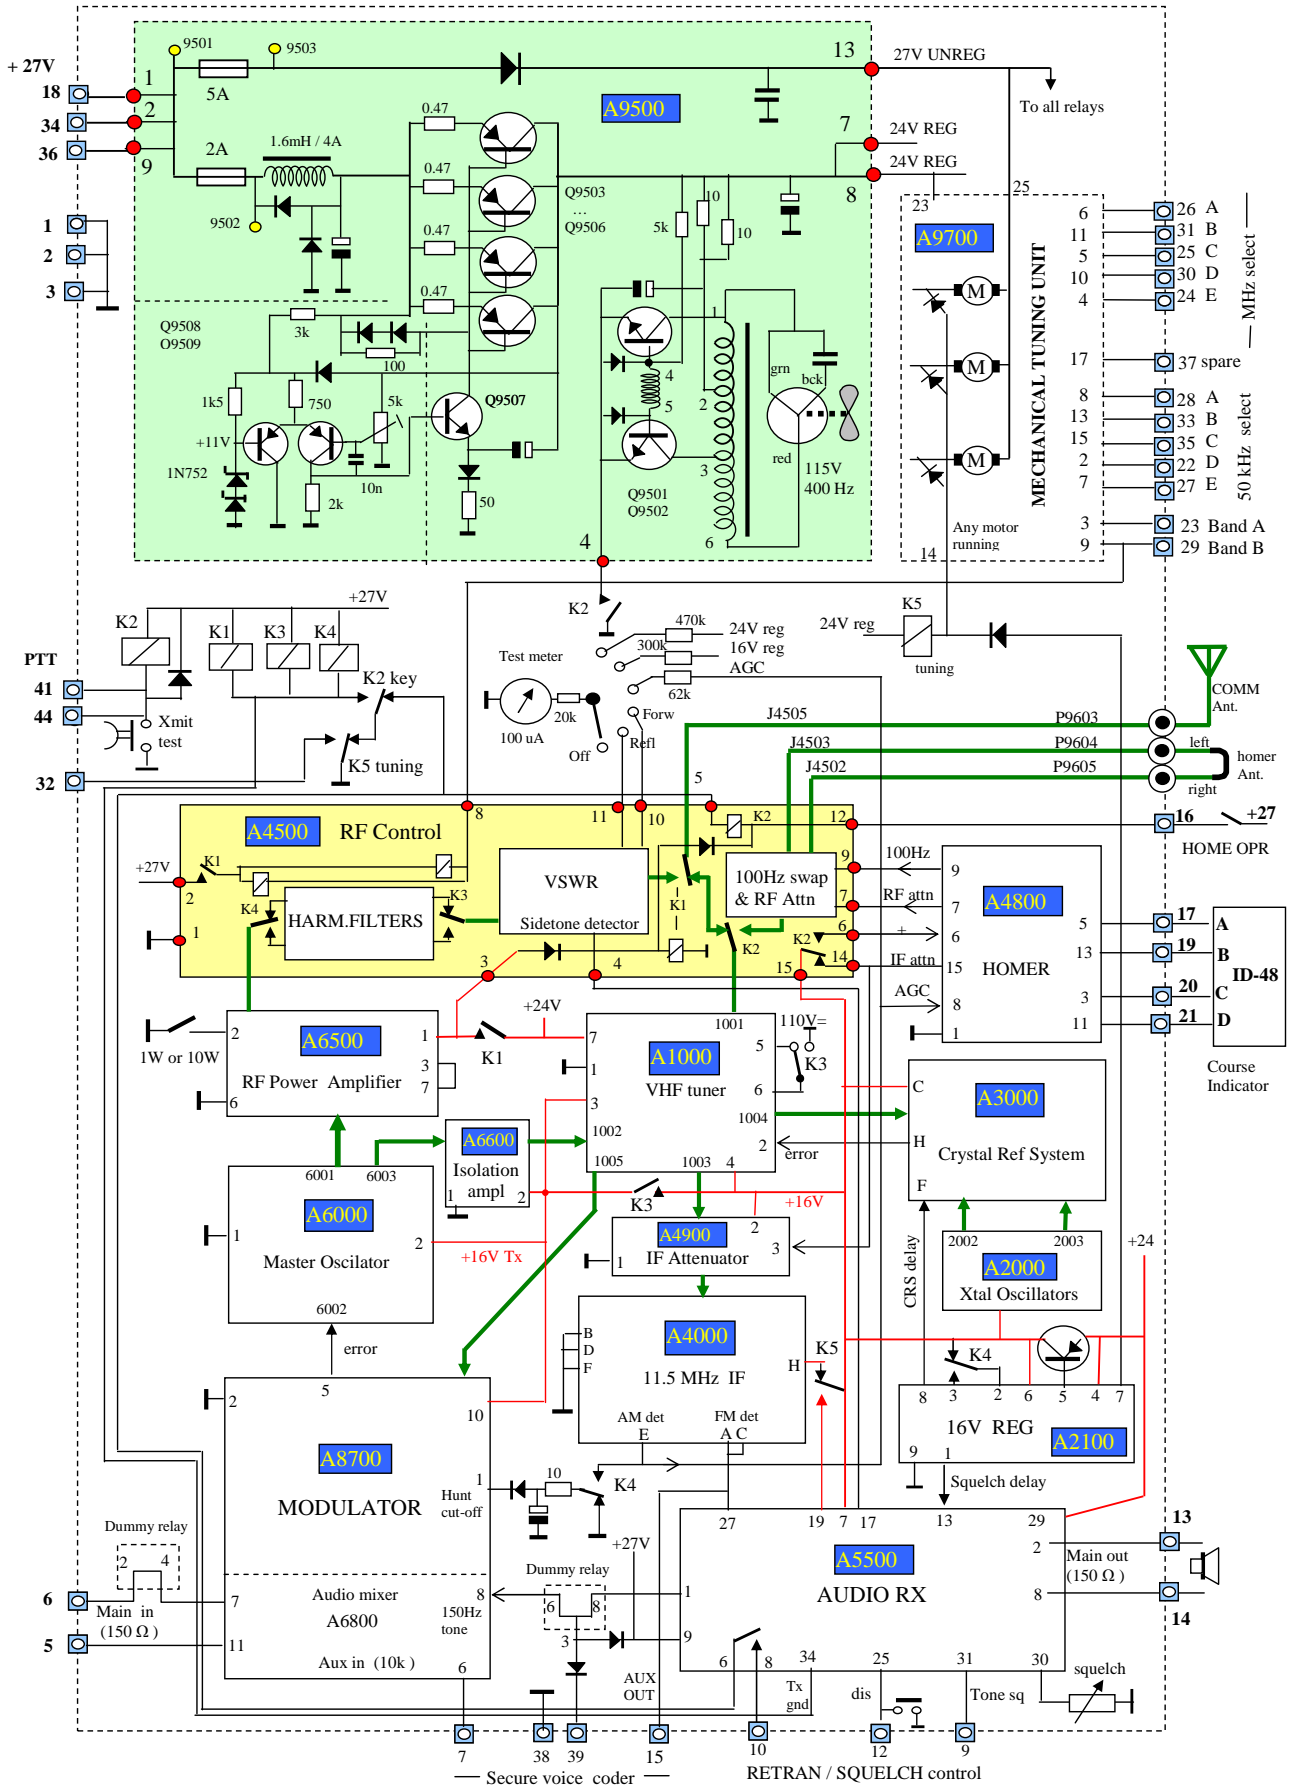 9501
9503
13
27V UNREG
+ 27V
1
18
5A
2
34
0.47
A9500
To all relays
7
24V REG
36
9
2A
1.6mH / 4A
24V REG
8
0.47
Q9503
...
Q9506
9502
5k
10
10
23
25
A9700
6
26 A
11
31 B
5
25 C
10
30 D
4
24 E
MHz select
1
2
3
0.47
0.47
Q9508
O9509
3k
100
1
grn
bck
4
5
2
3
6
MECHANICAL TUNING UNIT
M
M
M
17
37 spare
8
28 A
13
33 B
15
35 C
2
22 D
7
27 E
50 kHz select
1k5
750
5k
Q9507
+11V
1N752
10n
2k
50
red
115V
400 Hz
Q9501
Q9502
Any motor
running
14
3
23 Band A
9
29 Band B
4
+27V
K2
K1
K3
K4
K2
470k
24V reg
300k
16V reg
AGC
62k
24V reg
K5
tuning
PTT
41
44
Xmit
test
K2 key
K5 tuning
32
Test meter
20k
100 uA
Off
Forw
Refl
J4505
P9603
COMM
Ant.
J4503
P9604
left
J4502
P9605
right
homer
Ant.
5
8
11
10
A4500
RF Control
K2
12
16
+27
HOME OPR
+27V
K1
2
VSWR
Sidetone detector
K4
HARM.FILTERS
K3
K1
100Hz swap
& RF Attn
K2
9
100Hz
9
7
RF attn
7
6
+
6
K2
14
IF attn
15
AGC
8
1
A4800
HOMER
5
17
A
13
19
B
3
20
C
11
21
D
ID-48
Course
Indicator
1
3
4
15
+24V
K1
2
A6500
1
3
7
6
RF Power Amplifier
1W or 10W
7
1001
110V=
5
K3
6
1
A1000
VHF tuner
3
1004
1002
2
error
1005
1003
4
C
A3000
H
Crystal Ref System
F
6001
6003
A6600
Isolation
ampl
1
2
A6000
1
Master Oscilator
2
6002
+16V Tx
K3
+16V
2
A4900
3
1
IF Attenuator
CRS delay
2002
2003
A2000
Xtal Oscillators
+24
error
B
D
F
A4000
11.5 MHz IF
H
K5
AM det
E
FM det
A C
K4
8
3
2
6
5
4
7
16V REG
A2100
9
1
Squelch delay
2
5
10
A8700
MODULATOR
1
Hunt
cut-off
10
K4
+27V
27
19
7
17
13
29
A5500
AUDIO RX
2
Main out
(150 Ω )
8
13
14
Dummy relay
2
4
6
Main in
(150 Ω )
5
7
11
Audio mixer
A6800
Aux in (10k )
8
150Hz
tone
6
Dummy relay
6
8
3
1
9
6
8
34
25
31
30
Tx
gnd
dis
Tone sq
squelch
AUX
OUT
7
38
39
15
10
12
9
Secure voice coder
RETRAN / SQUELCH control